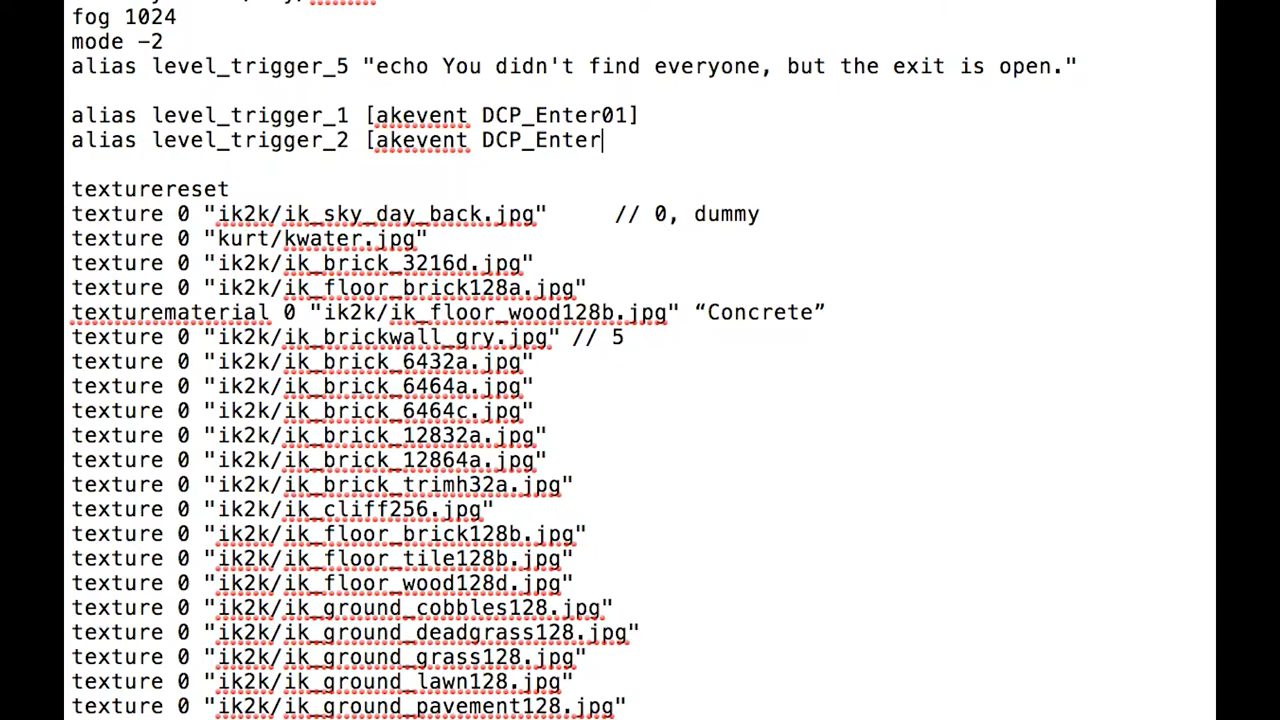 fog 1024
mode -2
alias level_trigger_5 "echo You didn't find everyone, but the exit is open."
alias level_trigger_1 [akevent DCP_Enter01]
alias level_trigger_2 [akevent DCP_Enter
texturereset
texture 0 "ik2k/ik_sky_day_back.jpg" // 0, dummy
texture 0 "kurt/kwater.jpg"
texture 0 "ik2k/ik_brick_3216d.jpg"
texture 0 "ik2k/ik_floor_brick128a.jpg"
texturematerial 0 "ik2k/ik_floor_wood128b.jpg" “Concrete”
texture 0 "ik2k/ik_brickwall_gry.jpg" // 5
texture 0 "ik2k/ik_brick_6432a.jpg"
texture 0 "ik2k/ik_brick_6464a.jpg"
texture 0 "ik2k/ik_brick_6464c.jpg"
texture 0 "ik2k/ik_brick_12832a.jpg"
texture 0 "ik2k/ik_brick_12864a.jpg"
texture 0 "ik2k/ik_brick_trimh32a.jpg"
texture 0 "ik2k/ik_cliff256.jpg"
texture 0 "ik2k/ik_floor_brick128b.jpg"
texture 0 "ik2k/ik_floor_tile128b.jpg"
texture 0 "ik2k/ik_floor_wood128d.jpg"
texture 0 "ik2k/ik_ground_cobbles128.jpg"
texture 0 "ik2k/ik_ground_deadgrass128.jpg"
texture 0 "ik2k/ik_ground_grass128.jpg"
texture 0 "ik2k/ik_ground_lawn128.jpg"
texture 0 "ik2k/ik_ground_pavement128.jpg"